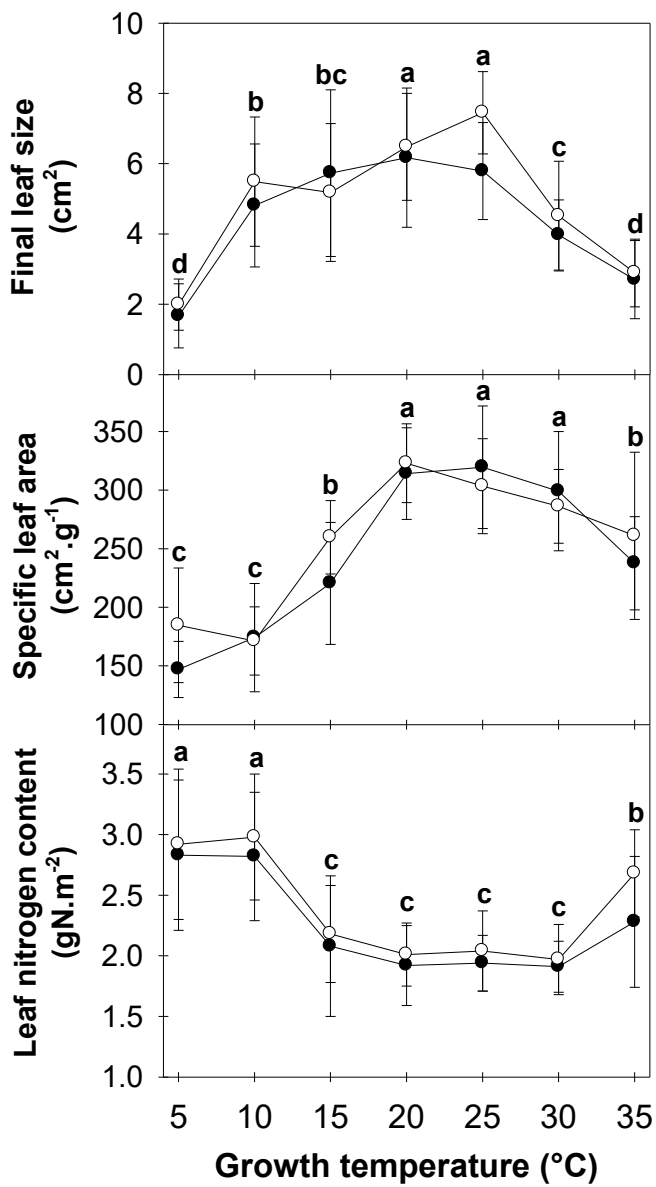 Final leaf size
(cm²)
10
8
6
4
2
0
d
b
bc
a
a
c
d
Specific leaf area
(cm².g⁻¹)
350
300
250
200
150
100
c
c
b
a
a
a
b
Leaf nitrogen content
(gN.m⁻²)
3.5
3.0
2.5
2.0
1.5
1.0
a
a
c
c
c
c
b
5 10 15 20 25 30 35
Growth temperature (°C)